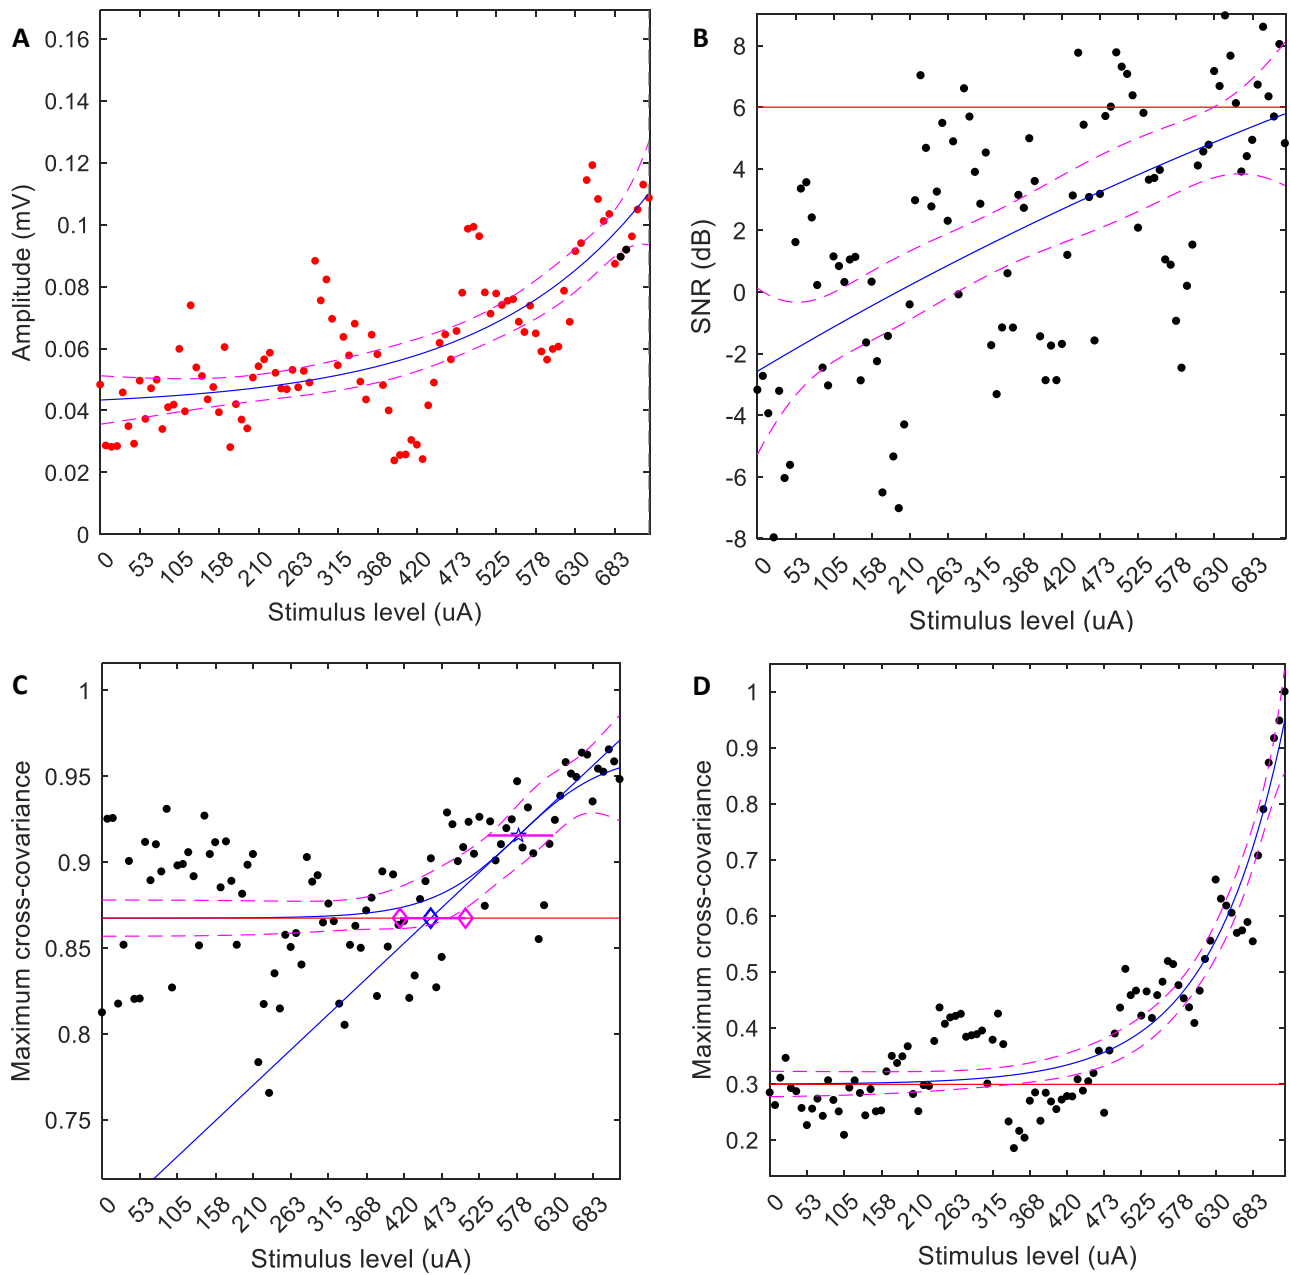 A
Amplitude (mV)
0.16
0.14
0.12
0.1
0.08
0.06
0.04
0.02
0
0 53 105 158 210 263 315 368 420 473 525 578 630 683
Stimulus level (uA)
B
SNR (dB)
8
6
4
2
0
-2
-4
-6
-8
0 53 105 158 210 263 315 368 420 473 525 578 630 683
Stimulus level (uA)
C
Maximum cross-covariance
1
0.95
0.9
0.85
0.8
0.75
0 53 105 158 210 263 315 368 420 473 525 578 630 683
Stimulus level (uA)
D
Maximum cross-covariance
1
0.9
0.8
0.7
0.6
0.5
0.4
0.3
0.2
0 53 105 158 210 263 315 368 420 473 525 578 630 683
Stimulus level (uA)